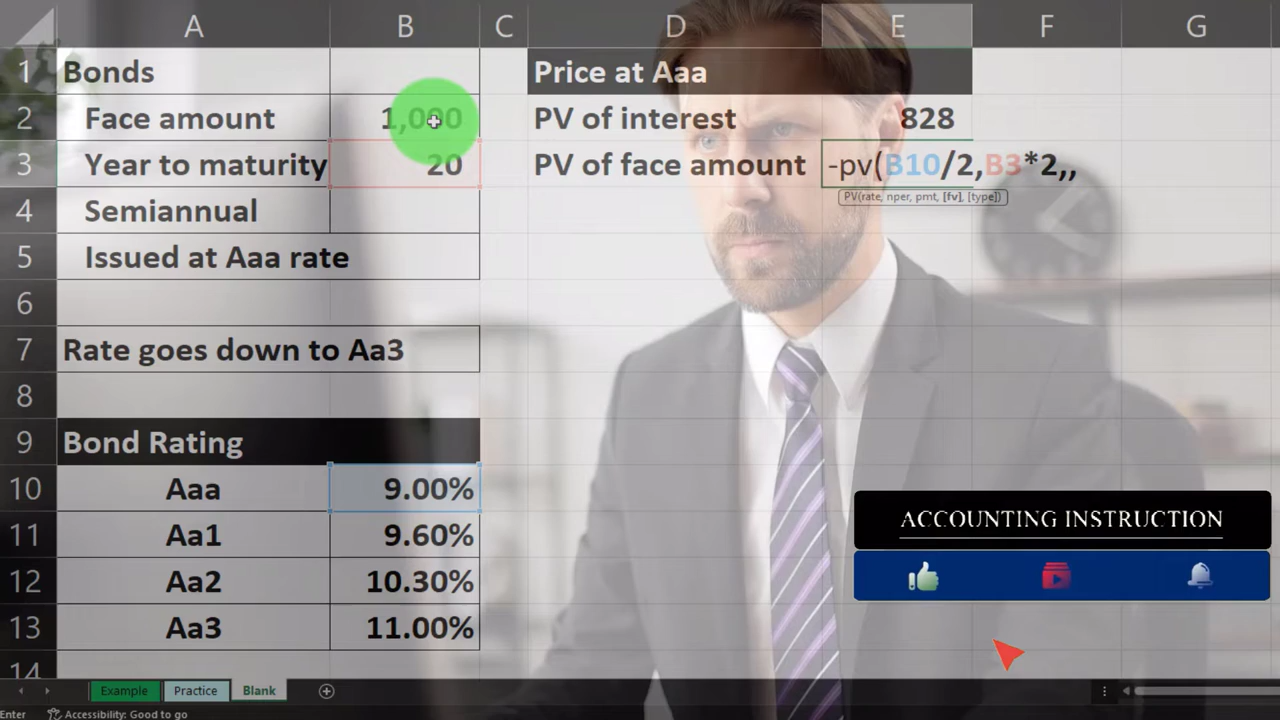 A B C D E F G
1 Bonds Price at Aaa
2 Face amount 1,000 PV of interest 828
3 Year to maturity 20 PV of face amount -pv(B10/2,B3*2,,
PV(rate, nper, pmt, [fv], [type])
4 Semiannual
5 Issued at Aaa rate
6
7 Rate goes down to Aa3
8
9 Bond Rating
10 Aaa 9.00%
11 Aa1 9.60%
12 Aa2 10.30%
13 Aa3 11.00%
14
ACCOUNTING INSTRUCTION
Example Practice Blank
Enter Accessibility: Good to go